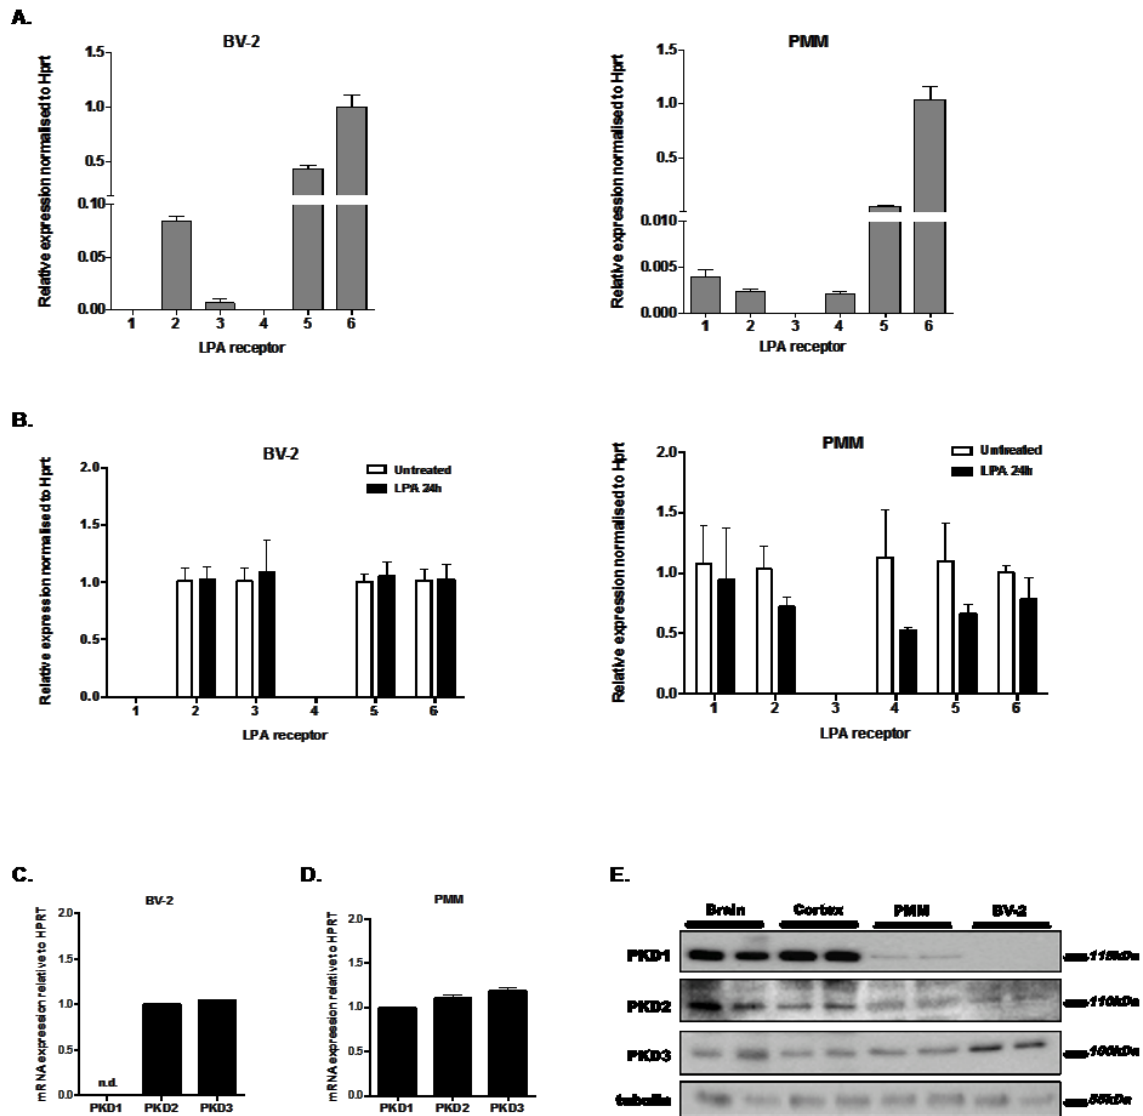 A.
BV-2
Relative expression normalised to Hprt
1.5
1.0
0.5
0.10
0.05
0.00
1 2 3 4 5 6
LPA receptor
PMM
Relative expression normalised to Hprt
1.5
1.0
0.5
0.010
0.005
0.000
1 2 3 4 5 6
LPA receptor
B.
BV-2
Untreated
LPA 24h
Relative expression normalised to Hprt
2.0
1.5
1.0
0.5
0.0
1 2 3 4 5 6
LPA receptor
PMM
Untreated
LPA 24h
Relative expression normalised to Hprt
2.0
1.5
1.0
0.5
0.0
1 2 3 4 5 6
LPA receptor
C.
BV-2
mRNA expression relative to HPRT
2.0
1.5
1.0
0.5
0.0
n.d.
PKD1 PKD2 PKD3
D.
PMM
mRNA expression relative to HPRT
2.0
1.5
1.0
0.5
0.0
PKD1 PKD2 PKD3
E.
Brain Cortex PMM BV-2
PKD1 115kDa
PKD2 110kDa
PKD3 100kDa
tubulin 55kDa